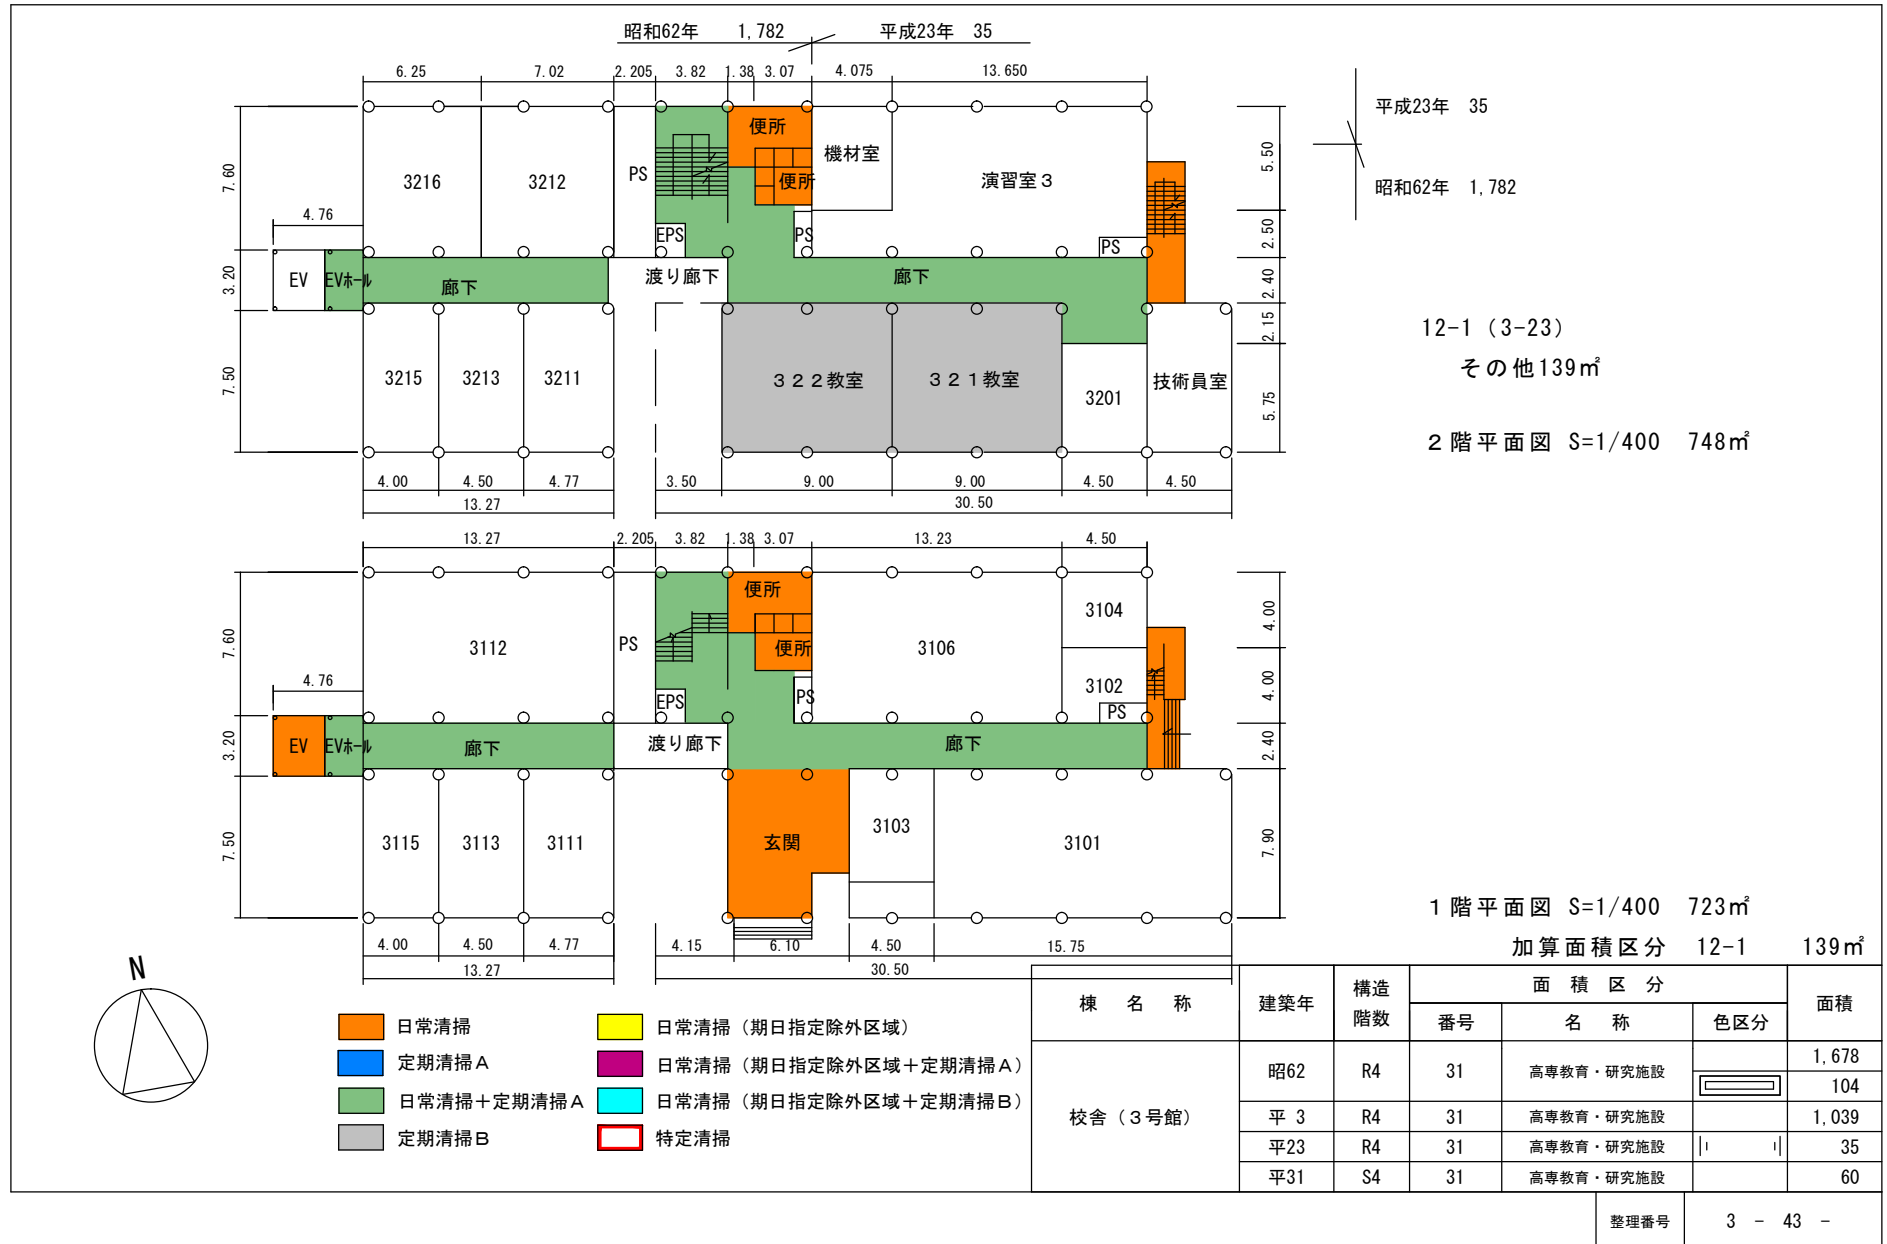 昭和62年 1,782 平成23年 35
6.25 7.02 2.205 3.82 1.38 3.07 4.075 13.650
平成23年 35
昭和62年 1,782
7.60
3.20
7.50
4.76
5.50
2.50
2.40
2.15
5.75
3216 3212 PS 便所 便所 機材室 演習室3
EPS PS PS
EV EVホール 廊下 渡り廊下 廊下
3215 3213 3211 322教室 321教室 3201 技術員室
12-1 (3-23)
その他139㎡
2階平面図 S=1/400 748㎡
4.00 4.50 4.77 3.50 9.00 9.00 4.50 4.50
13.27 30.50
13.27 2.205 3.82 1.38 3.07 13.23 4.50
7.60
3.20
7.50
4.76
4.00
4.00
2.40
7.90
3112 PS 便所 便所 3106 3104
3102
EPS PS PS
EV EVホール 廊下 渡り廊下 廊下
3115 3113 3111 玄関 3103 3101
4.00 4.50 4.77 4.15 6.10 4.50 15.75
13.27 30.50
1階平面図 S=1/400 723㎡
加算面積区分 12-1 139㎡
N
日常清掃 日常清掃(期日指定除外区域)
定期清掃A 日常清掃(期日指定除外区域+定期清掃A)
日常清掃+定期清掃A 日常清掃(期日指定除外区域+定期清掃B)
定期清掃B 特定清掃
棟名称 建築年 構造階数 面積区分 面積
番号 名称 色区分
校舎(3号館) 昭62 R4 31 高専教育・研究施設 1,678
104
平 3 R4 31 高専教育・研究施設 1,039
平23 R4 31 高専教育・研究施設 35
平31 S4 31 高専教育・研究施設 60
整理番号 3 - 43 -